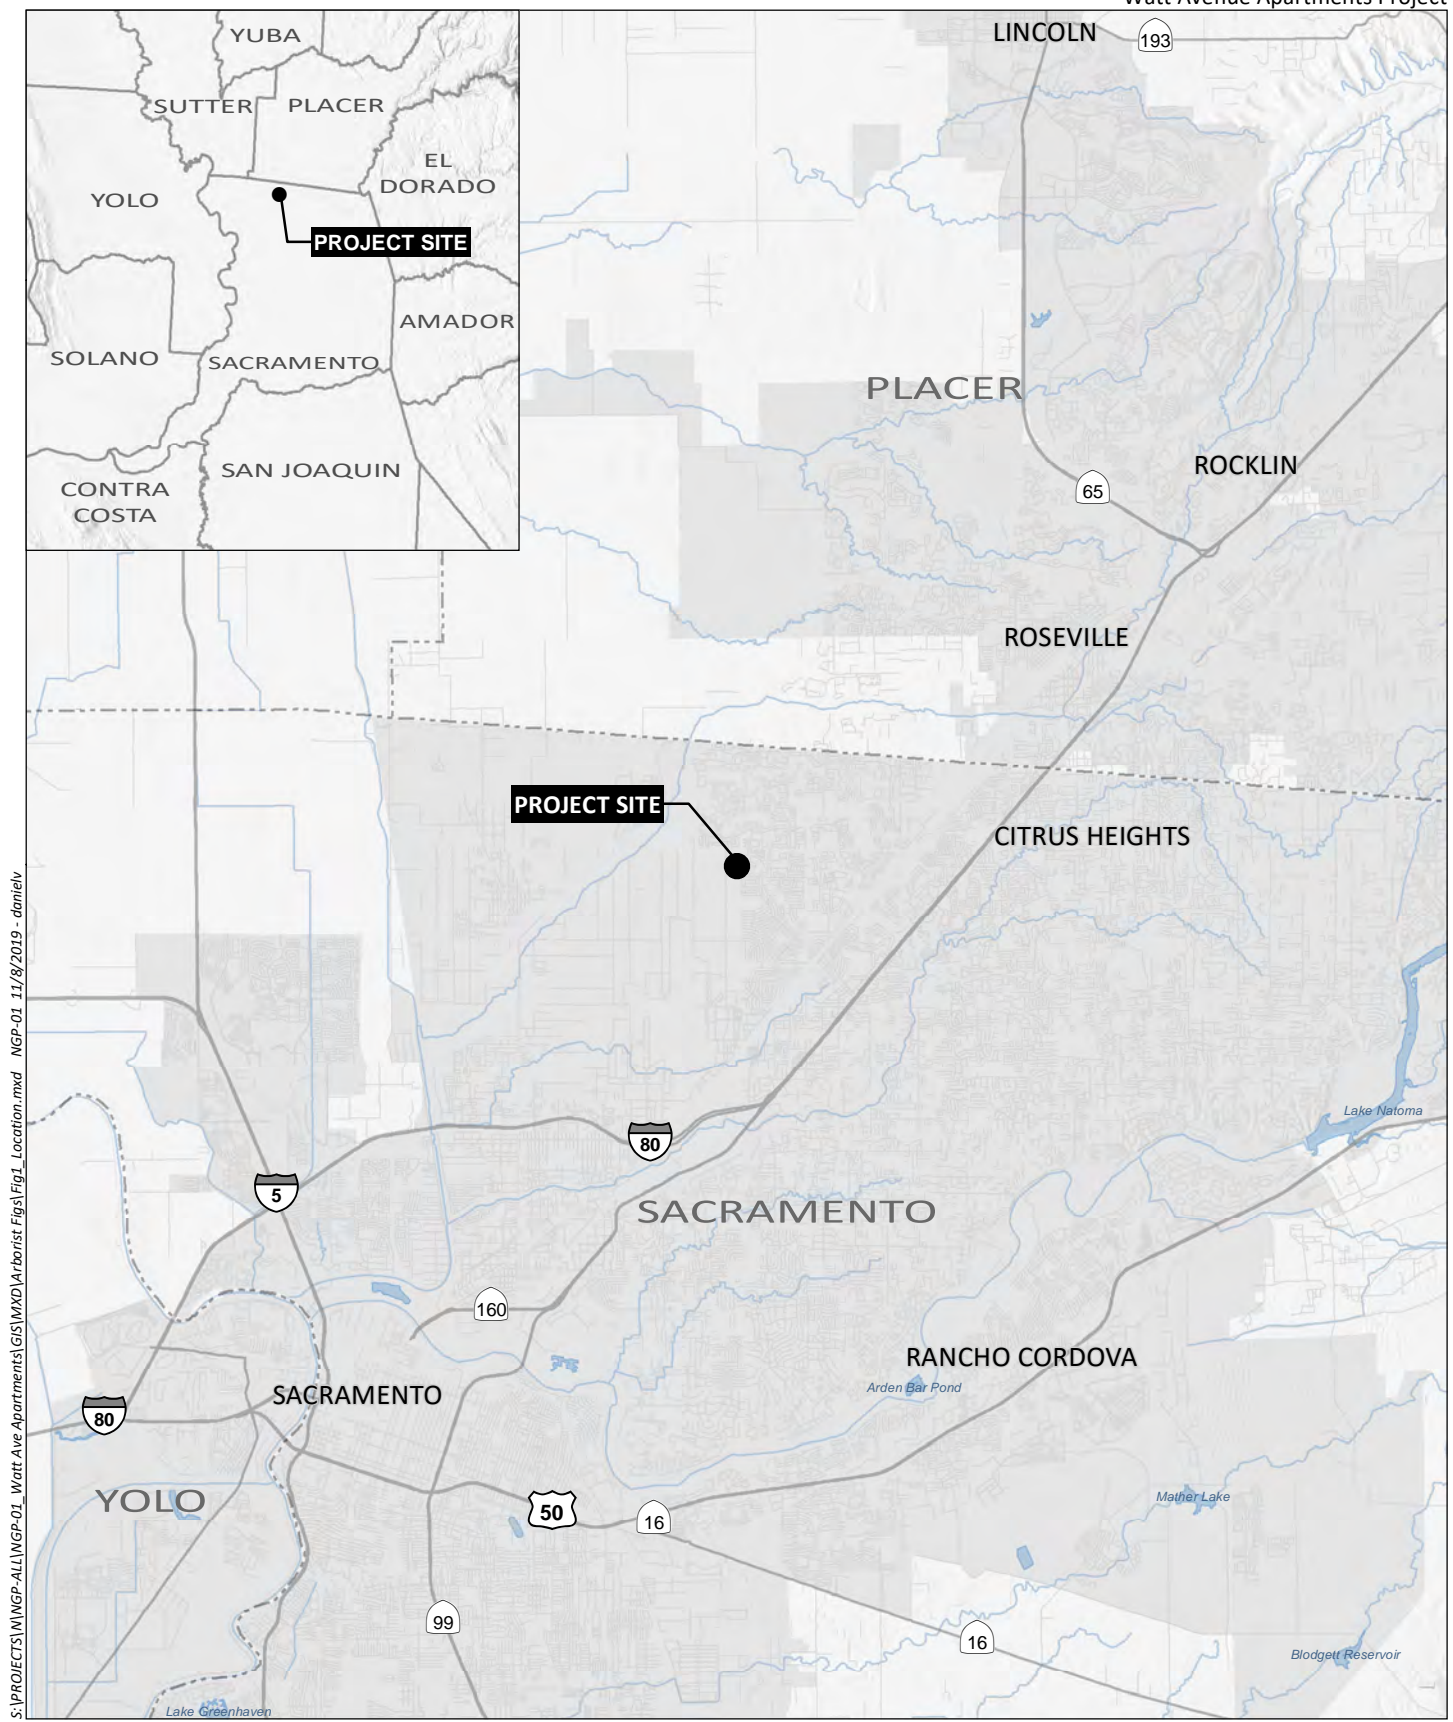 Watt Avenue Apartments Project
YUBA
SUTTER
PLACER
EL
DORADO
YOLO
PROJECT SITE
AMADOR
SOLANO
SACRAMENTO
SAN JOAQUIN
CONTRA
COSTA
LINCOLN
193
PLACER
ROCKLIN
65
ROSEVILLE
PROJECT SITE
CITRUS HEIGHTS
Lake Natoma
80
5
SACRAMENTO
160
RANCHO CORDOVA
Arden Bar Pond
SACRAMENTO
80
YOLO
Mather Lake
50
16
99
16
Blodgett Reservoir
Lake Greenhaven
S:\PROJECTS\N\NGP-ALL\NGP-01_Watt Ave Apartments\GIS\MXD\Arborist Figs\Fig1_Location.mxd NGP-01 11/8/2019 - danielv